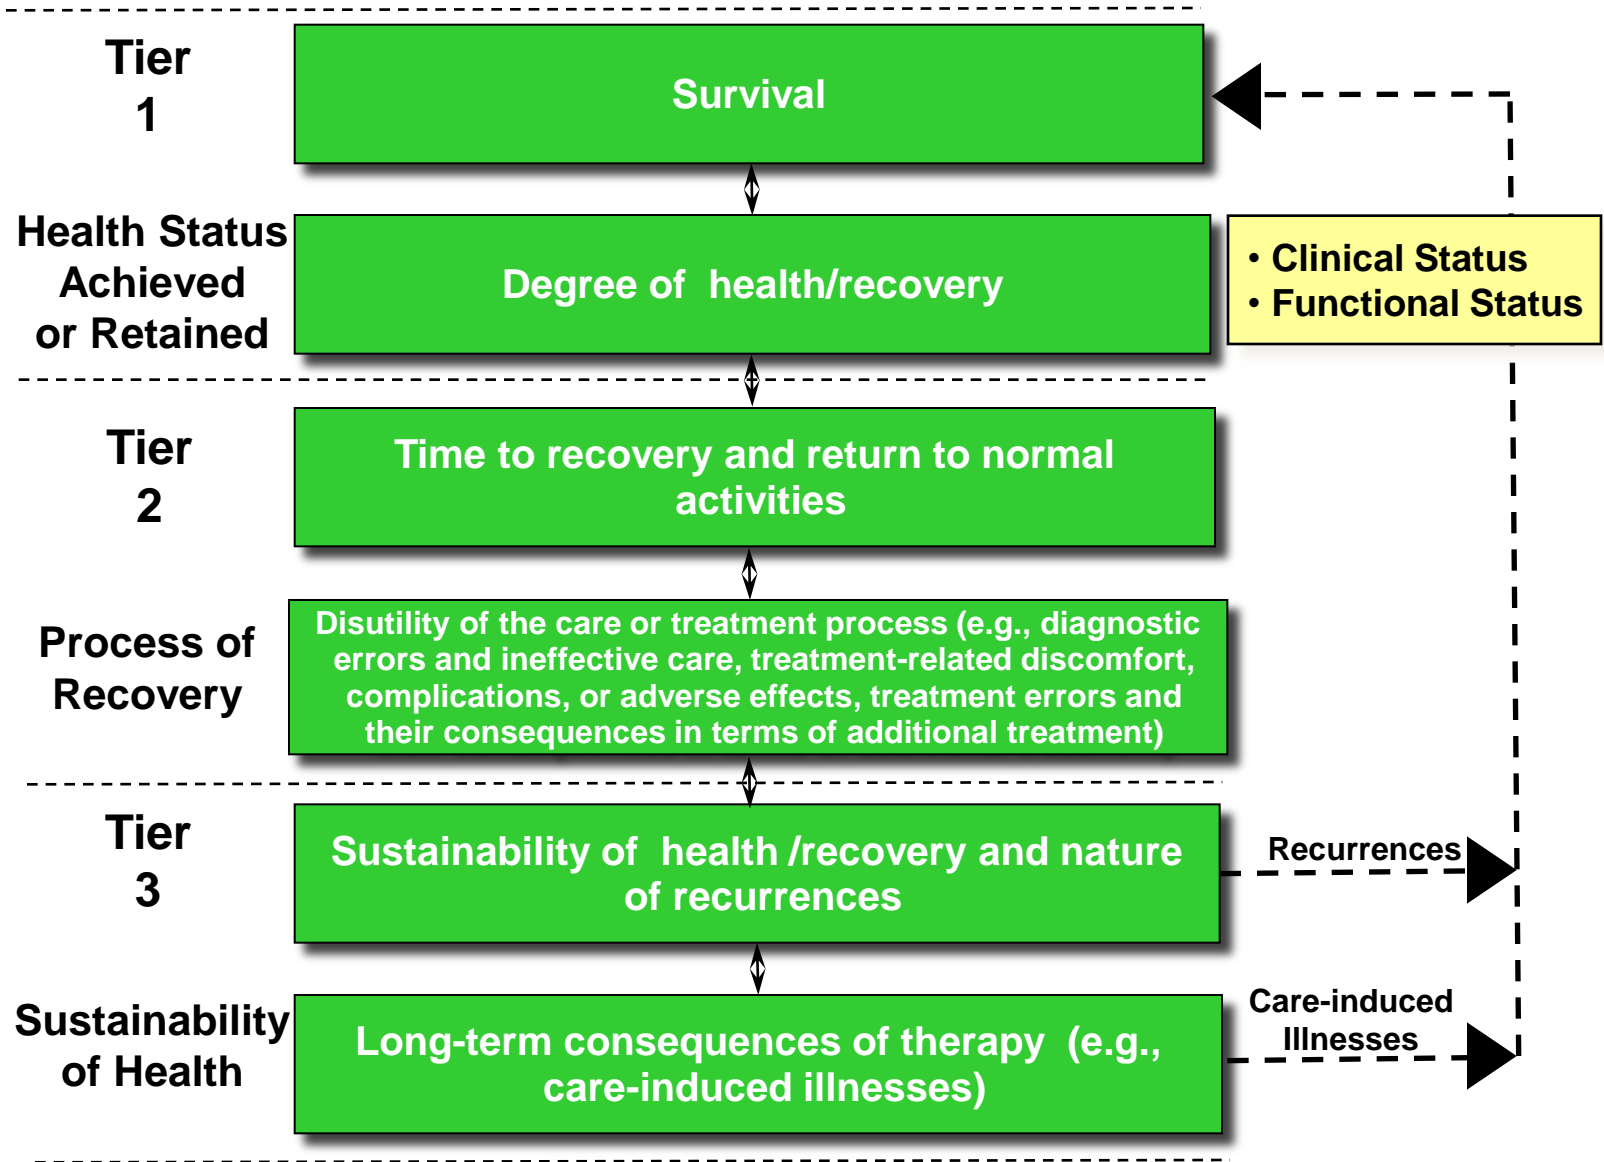 Tier
1
Survival
Health Status
Achieved
or Retained
Degree of  health/recovery
• Clinical Status
• Functional Status
Tier
2
Time to recovery and return to normal
activities
Process of
Recovery
Disutility of the care or treatment process (e.g., diagnostic
errors and ineffective care, treatment-related discomfort,
complications, or adverse effects, treatment errors and
their consequences in terms of additional treatment)
Tier
3
Sustainability of  health /recovery and nature
of recurrences
Recurrences
Sustainability
of Health
Long-term consequences of therapy  (e.g.,
care-induced illnesses)
Care-induced
Illnesses